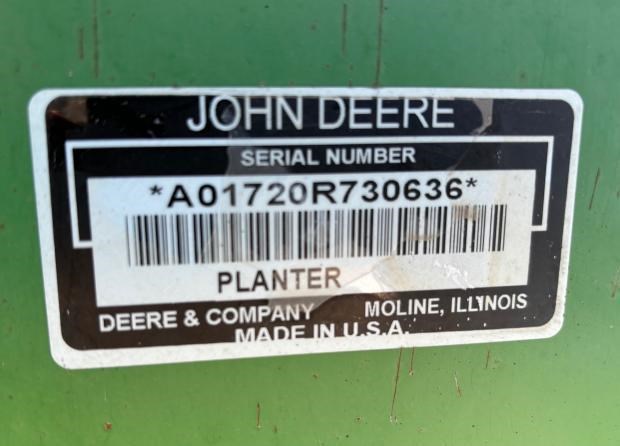 JOHN DEERE
SERIAL NUMBER
*A01720R730636*
PLANTER
DEERE & COMPANY MOLINE, ILLINOIS
MADE IN U.S.A.